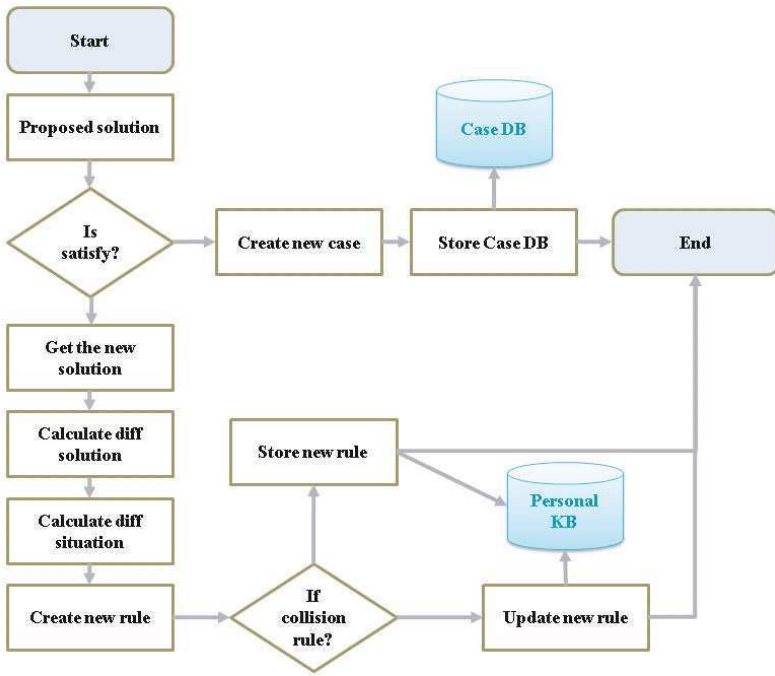 Start
Proposed solution
Case DB
Is
satisfy?
Create new case
Store Case DB
End
Get the new
solution
Calculate diff
solution
Store new rule
Personal
KB
Calculate diff
situation
Create new rule
If
collision
rule?
Update new rule